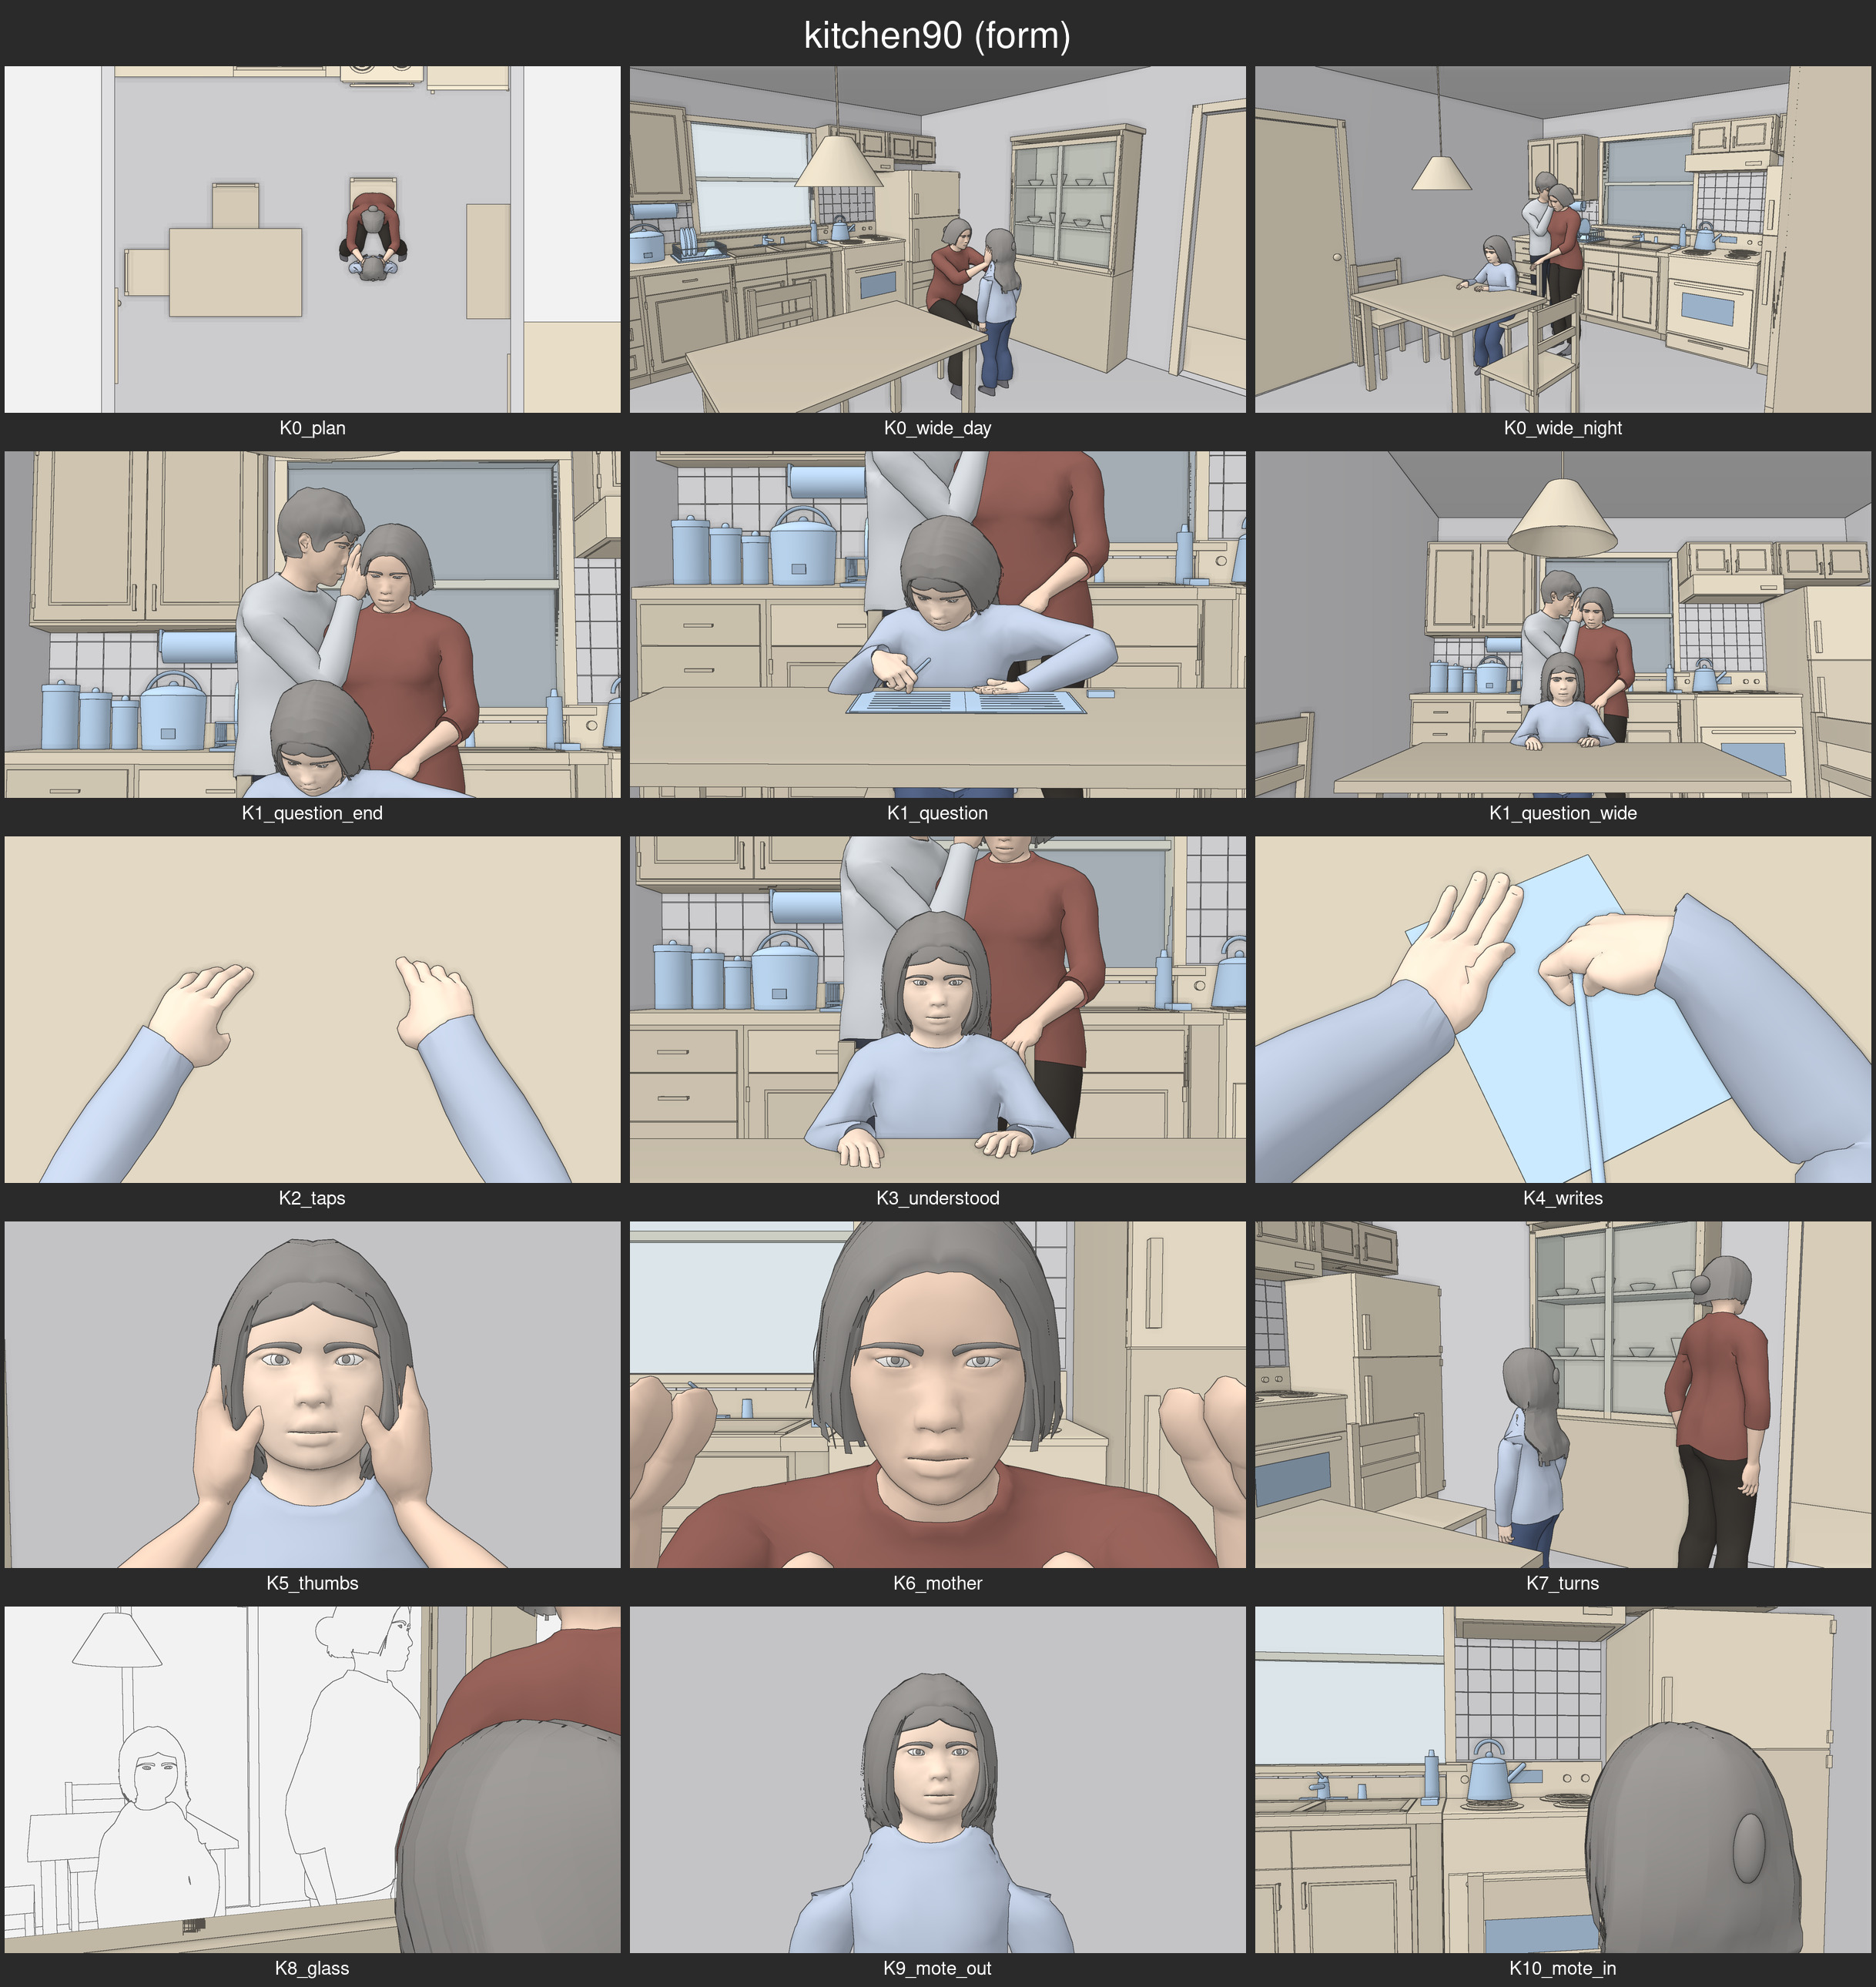 kitchen90 (form)
K0_plan
K0_wide_day
K0_wide_night
K1_question_end
K1_question
K1_question_wide
K2_taps
K3_understood
K4_writes
K5_thumbs
K6_mother
K7_turns
K8_glass
K9_mote_out
K10_mote_in